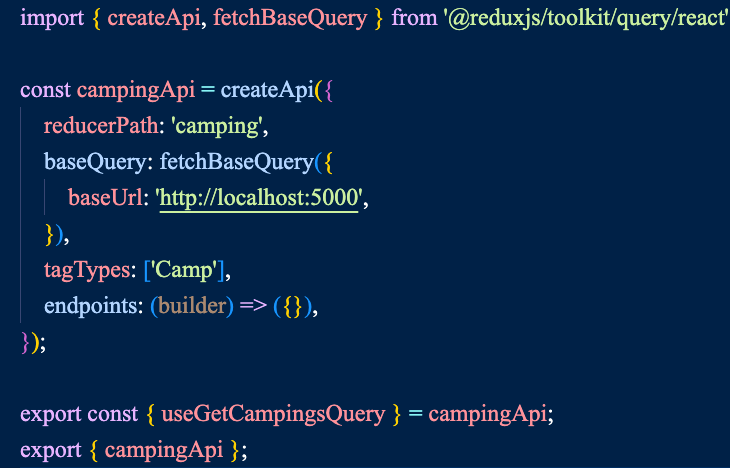 import { createApi, fetchBaseQuery } from '@reduxjs/toolkit/query/react'
const campingApi = createApi({
reducerPath: 'camping',
baseQuery: fetchBaseQuery({
baseUrl: 'http://localhost:5000',
}),
tagTypes: ['Camp'],
endpoints: (builder) => ({}),
});
export const { useGetCampingsQuery } = campingApi;
export { campingApi };